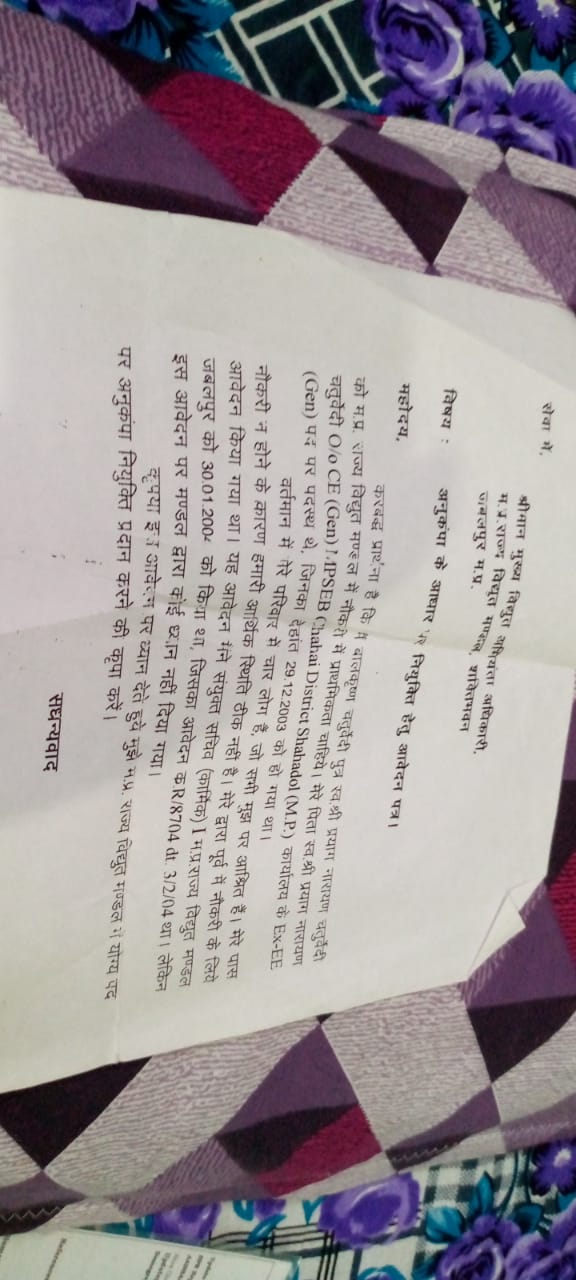 सेवा में,
श्रीमान मुख्य विद्युत अभियंता अधिकारी,
म.प्र.राज्य विद्युत मण्डल, शक्तिभवन
जबलपुर म.प्र.
विषय : अनुकंपा के आधार पर नियुक्ति हेतु आवेदन पत्र।
महोदय,
करबद्ध प्रार्थना है कि मैं बालकृष्ण चतुर्वेदी पुत्र स्व.श्री प्रयाग नारायण चतुर्वेदी
को म.प्र. राज्य विद्युत मण्डल में नौकरी में प्राथमिकता चाहिये। मेरे पिता स्व.श्री प्रयाग नारायण
चतुर्वेदी O/o CE (Gen) MPSEB Chahai District Shahadol (M.P.) कार्यालय के Ex-EE
(Gen) पद पर पदस्थ थे, जिनका देहांत 29.12.2003 को हो गया था।
वर्तमान में मेरे परिवार में चार लोग हैं, जो सभी मुझ पर आश्रित हैं। मेरे पास
नौकरी न होने के कारण हमारी आर्थिक स्थिति ठीक नहीं है। मेरे द्वारा पूर्व में नौकरी के लिये
आवेदन किया गया था। यह आवेदन मैंने संयुक्त सचिव (कार्मिक) I म.प्र.राज्य विद्युत मण्डल
जबलपुर को 30.01.2004 को किया था, जिसका आवेदन क.R/8704 dt. 3/2/04 था। लेकिन
इस आवेदन पर मण्डल द्वारा कोई ध्यान नहीं दिया गया।
कृपया इस आवेदन पर ध्यान देते हुये मुझे म.प्र. राज्य विद्युत मण्डल में योग्य पद
पर अनुकंपा नियुक्ति प्रदान करने की कृपा करें।
सधन्यवाद